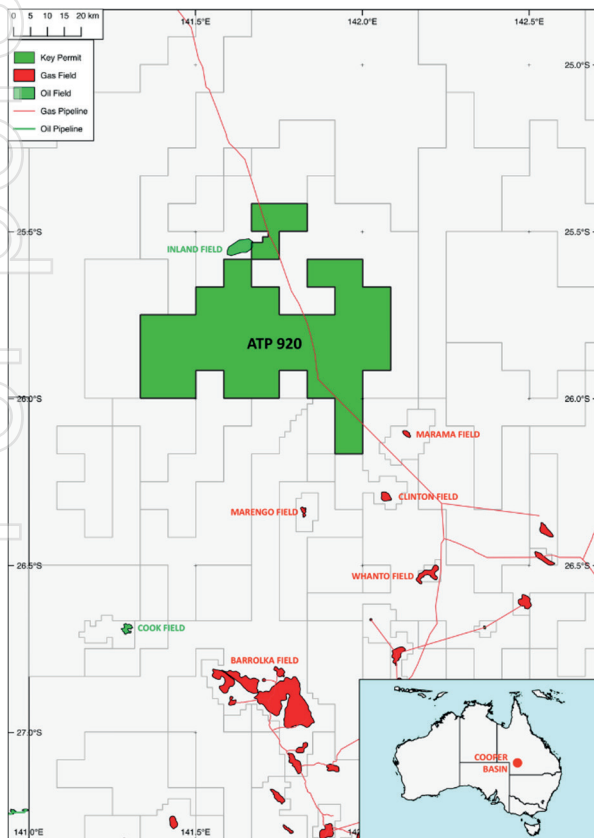 0 5 10 15 20 km
141.5°E
142.0°E
142.5°E
Key Permit
Gas Field
Oil Field
Gas Pipeline
Oil Pipeline
25.0°S
25.0°S
25.5°S
INLAND FIELD
25.5°S
ATP 920
26.0°S
26.0°S
MARAMA FIELD
CLINTON FIELD
MARENGO FIELD
26.5°S
26.5°S
WHANTO FIELD
COOK FIELD
BARROLKA FIELD
27.0°S
COOPER
BASIN
141.0°E
141.5°E